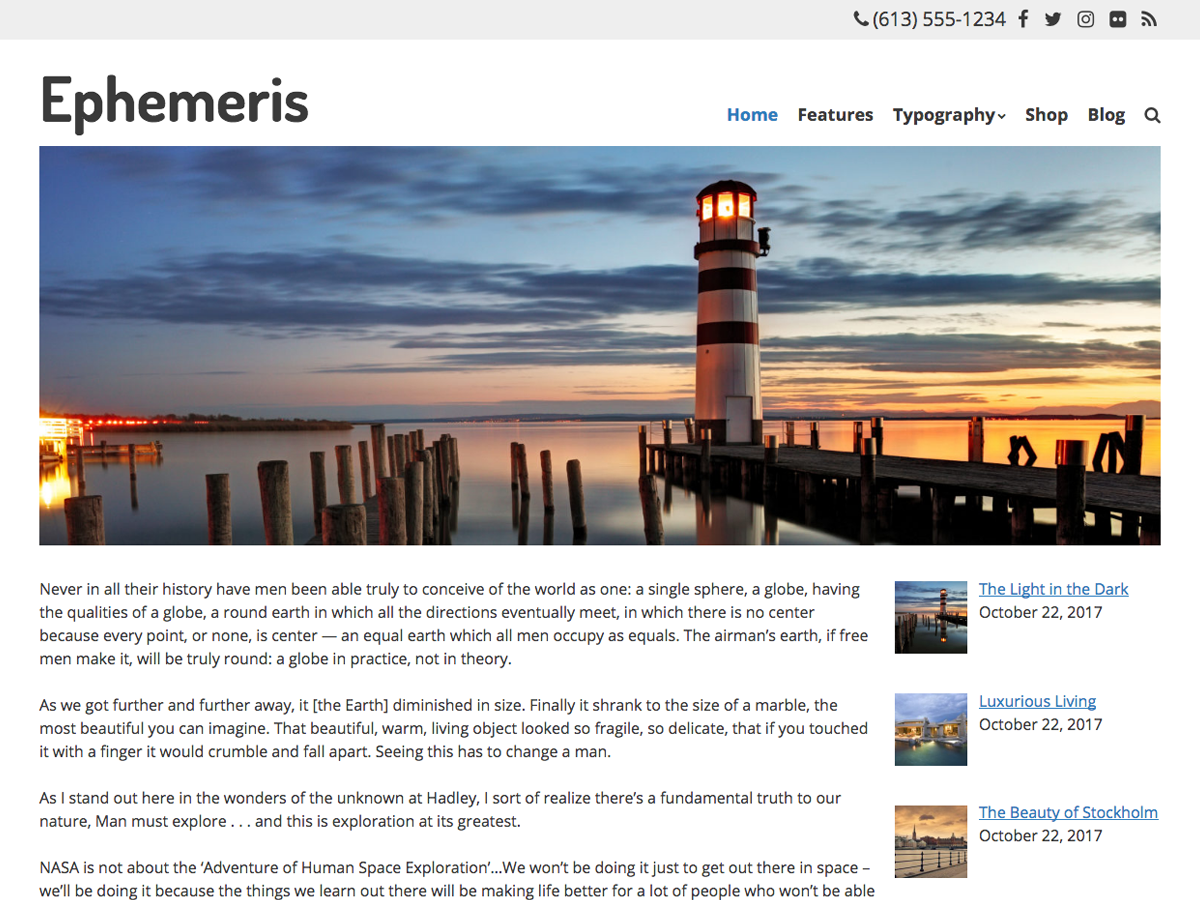 (613) 555-1234
Ephemeris
Home Features Typography Shop Blog
Never in all their history have men been able truly to conceive of the world as one: a single sphere, a globe, having
the qualities of a globe, a round earth in which all the directions eventually meet, in which there is no center
because every point, or none, is center — an equal earth which all men occupy as equals. The airman’s earth, if free
men make it, will be truly round: a globe in practice, not in theory.
As we got further and further away, it [the Earth] diminished in size. Finally it shrank to the size of a marble, the
most beautiful you can imagine. That beautiful, warm, living object looked so fragile, so delicate, that if you touched
it with a finger it would crumble and fall apart. Seeing this has to change a man.
As I stand out here in the wonders of the unknown at Hadley, I sort of realize there’s a fundamental truth to our
nature, Man must explore . . . and this is exploration at its greatest.
NASA is not about the ‘Adventure of Human Space Exploration’...We won’t be doing it just to get out there in space –
we’ll be doing it because the things we learn out there will be making life better for a lot of people who won’t be able
The Light in the Dark
October 22, 2017
Luxurious Living
October 22, 2017
The Beauty of Stockholm
October 22, 2017